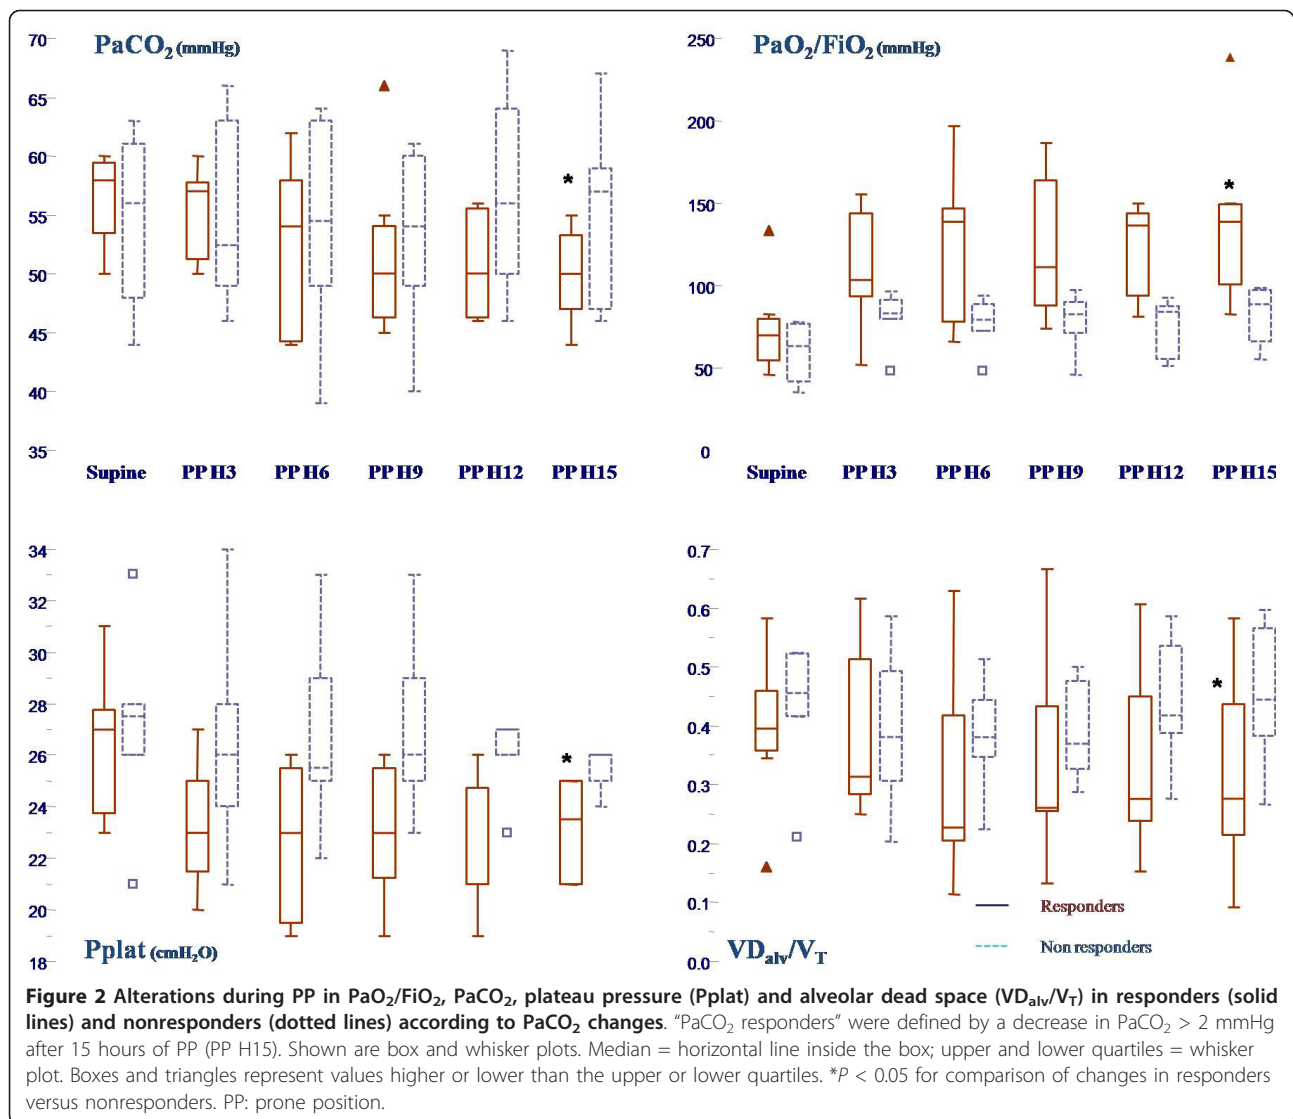 PaCO₂ (mmHg)
70
65
60
55
50
45
40
35
*
Supine PP H3 PP H6 PP H9 PP H12 PP H15
PaO₂/FiO₂ (mmHg)
250
200
150
100
50
0
*
Supine PP H3 PP H6 PP H9 PP H12 PP H15
34
32
30
28
26
24
22
20
18
*
Pplat (cmH₂O)
0.7
0.6
0.5
0.4
0.3
0.2
0.1
0.0
*
Responders
Non responders
VDalv/VT
Figure 2 Alterations during PP in PaO₂/FiO₂, PaCO₂, plateau pressure (Pplat) and alveolar dead space (VDalv/VT) in responders (solid
lines) and nonresponders (dotted lines) according to PaCO₂ changes. “PaCO₂ responders” were defined by a decrease in PaCO₂ > 2 mmHg
after 15 hours of PP (PP H15). Shown are box and whisker plots. Median = horizontal line inside the box; upper and lower quartiles = whisker
plot. Boxes and triangles represent values higher or lower than the upper or lower quartiles. *P < 0.05 for comparison of changes in responders
versus nonresponders. PP: prone position.